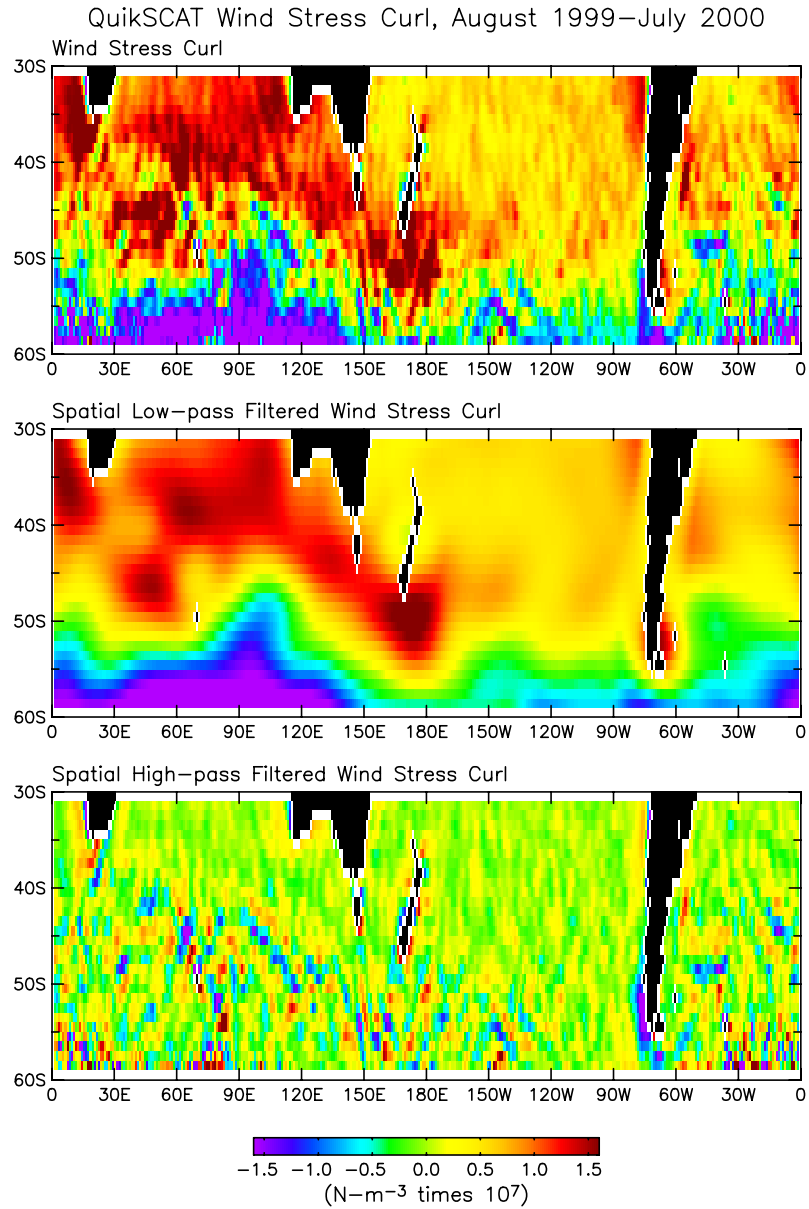 QuikSCAT Wind Stress Curl, August 1999−July 2000
Wind Stress Curl
30S
40S
50S
60S
0 30E 60E 90E 120E 150E 180E 150W 120W 90W 60W 30W 0
Spatial Low−pass Filtered Wind Stress Curl
30S
40S
50S
60S
0 30E 60E 90E 120E 150E 180E 150W 120W 90W 60W 30W 0
Spatial High−pass Filtered Wind Stress Curl
30S
40S
50S
60S
0 30E 60E 90E 120E 150E 180E 150W 120W 90W 60W 30W 0
−1.5 −1.0 −0.5 0.0 0.5 1.0 1.5
(N−m⁻³ times 10⁷)